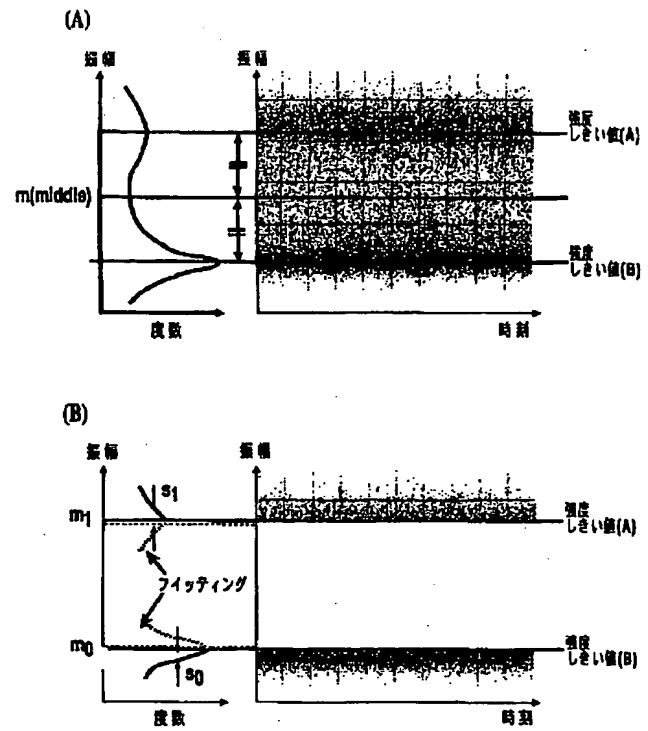 (A)
振幅
振幅
強度
しきい値(A)
m(middle)
強度
しきい値(B)
度数
時刻
(B)
振幅
振幅
S1
m1
強度
しきい値(A)
フィッティング
m0
強度
しきい値(B)
S0
度数
時刻